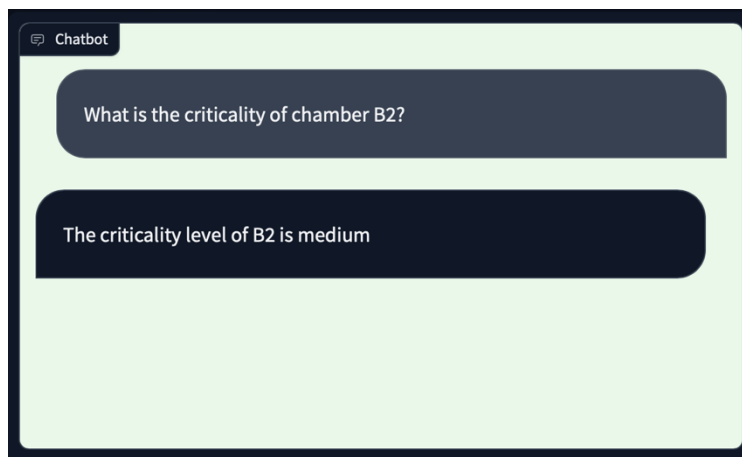 Chatbot
What is the criticality of chamber B2?
The criticality level of B2 is medium